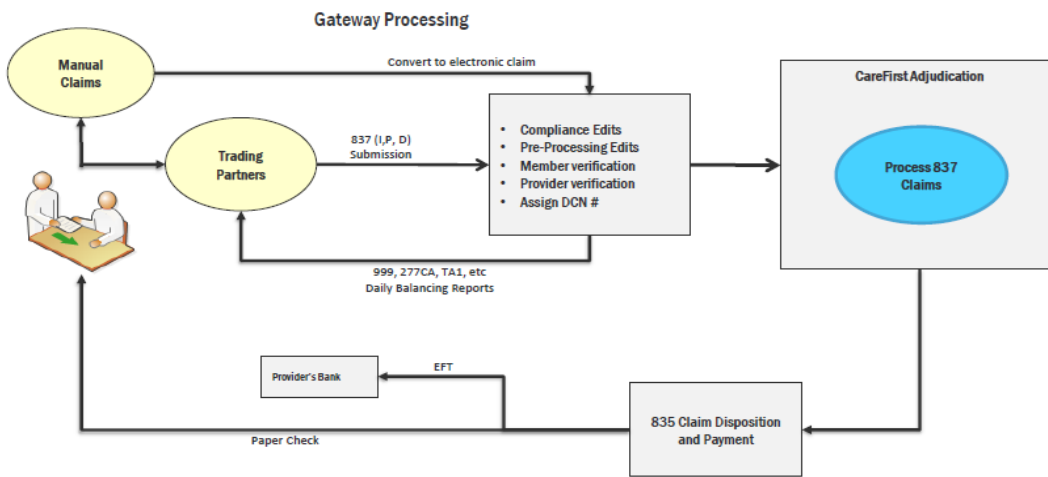 Gateway Processing
Manual
Claims
Convert to electronic claim
CareFirst Adjudication
837 (I,P, D)
Submission
Trading
Partners
• Compliance Edits
• Pre-Processing Edits
• Member verification
• Provider verification
• Assign DCN #
Process 837
Claims
999, 277CA, TA1, etc
Daily Balancing Reports
Provider's Bank
EFT
835 Claim Disposition
and Payment
Paper Check